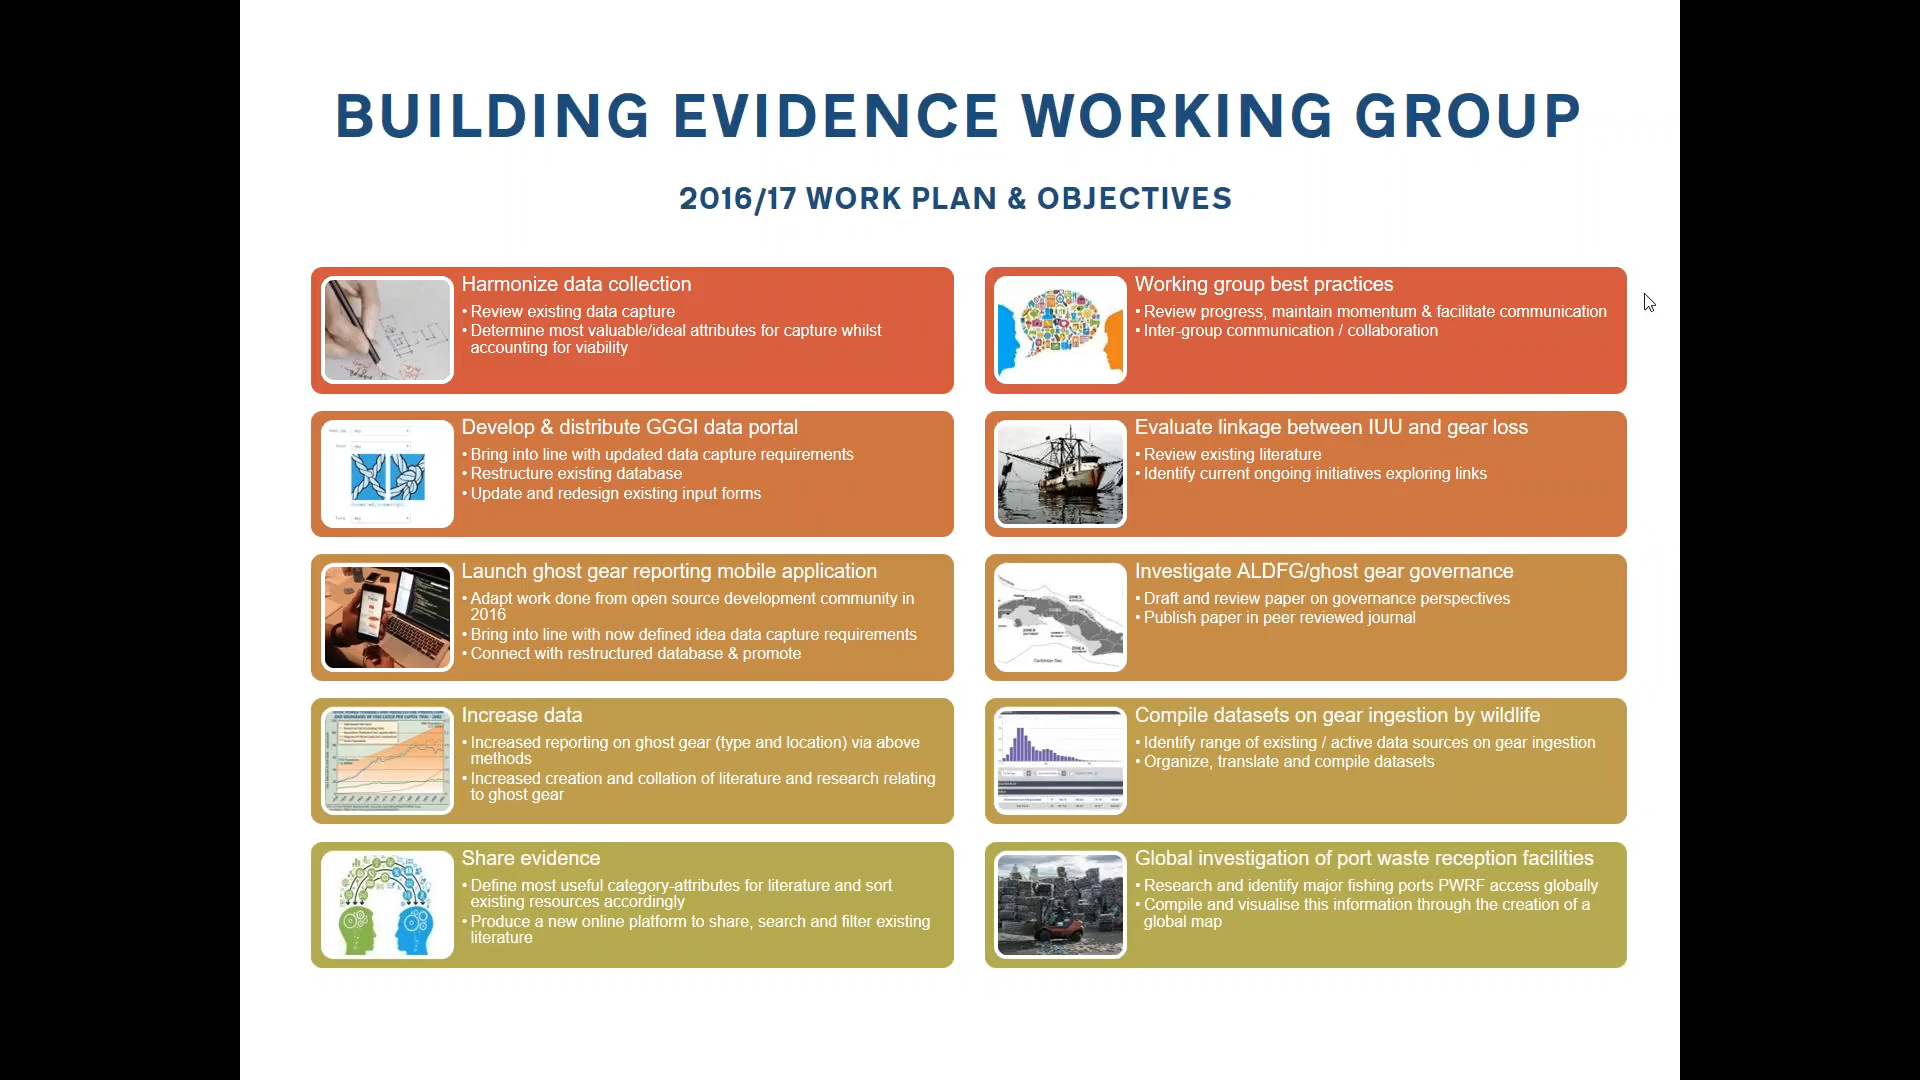 BUILDING EVIDENCE WORKING GROUP
2016/17 WORK PLAN & OBJECTIVES
Harmonize data collection
• Review existing data capture
• Determine most valuable/ideal attributes for capture whilst
accounting for viability
Develop & distribute GGGI data portal
• Bring into line with updated data capture requirements
• Restructure existing database
• Update and redesign existing input forms
Launch ghost gear reporting mobile application
• Adapt work done from open source development community in
2016
• Bring into line with now defined idea data capture requirements
• Connect with restructured database & promote
Increase data
• Increased reporting on ghost gear (type and location) via above
methods
• Increased creation and collation of literature and research relating
to ghost gear
Share evidence
• Define most useful category-attributes for literature and sort
existing resources accordingly
• Produce a new online platform to share, search and filter existing
literature
Working group best practices
• Review progress, maintain momentum & facilitate communication
• Inter-group communication / collaboration
Evaluate linkage between IUU and gear loss
• Review existing literature
• Identify current ongoing initiatives exploring links
Investigate ALDFG/ghost gear governance
• Draft and review paper on governance perspectives
• Publish paper in peer reviewed journal
Compile datasets on gear ingestion by wildlife
• Identify range of existing / active data sources on gear ingestion
• Organize, translate and compile datasets
Global investigation of port waste reception facilities
• Research and identify major fishing ports PWRF access globally
• Compile and visualise this information through the creation of a
global map